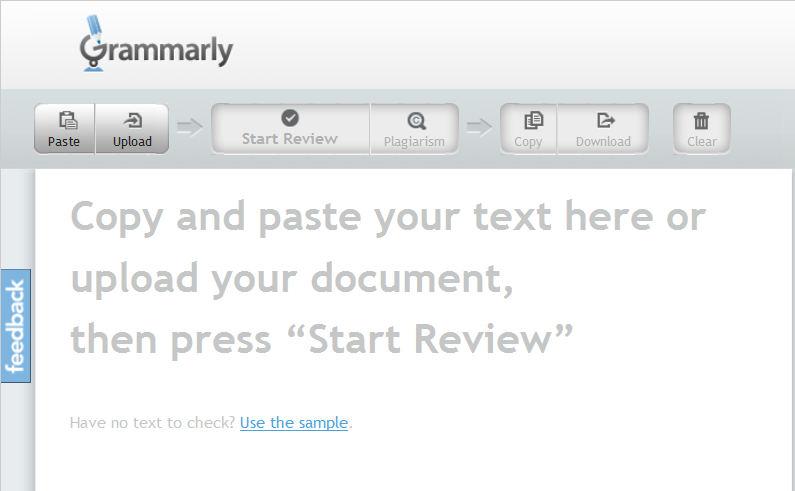 Grammarly
Paste Upload Start Review Plagiarism Copy Download Clear
Copy and paste your text here or
upload your document,
then press “Start Review”
feedback
Have no text to check? Use the sample.